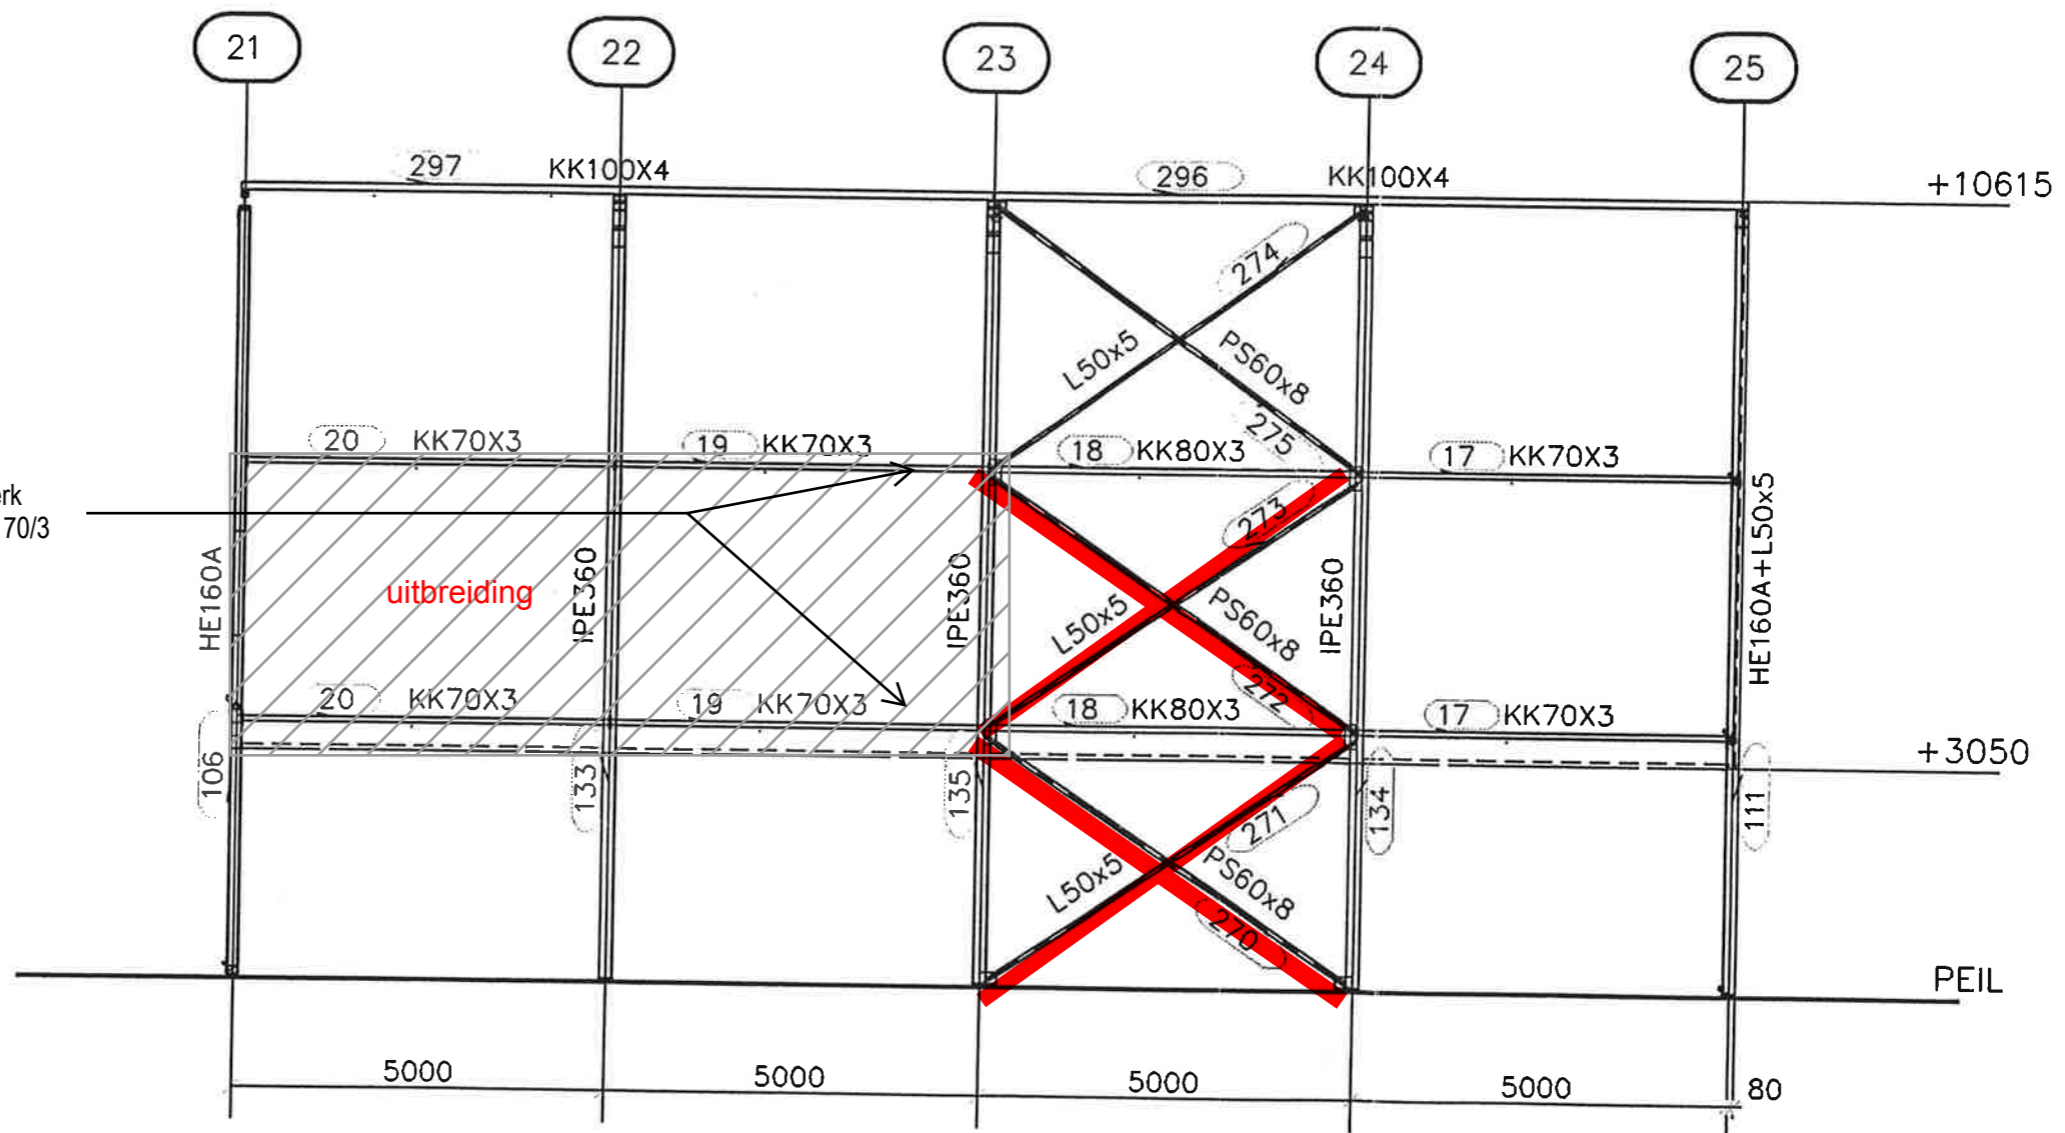 21
22
23
24
25
297
KK100X4
296
KK100X4
+10615
274
L50x5
PS60x8
275
20
KK70X3
19
KK70X3
18
KK80X3
17
KK70X3
erk
70/3
273
HE160A
uitbreiding
IPE360
IPE360
L50x5
PS60x8
IPE360
HE160A+L50x5
272
20
KK70X3
19
KK70X3
18
KK80X3
17
KK70X3
+3050
106
133
135
134
111
271
L50x5
PS60x8
270
PEIL
5000
5000
5000
5000
80